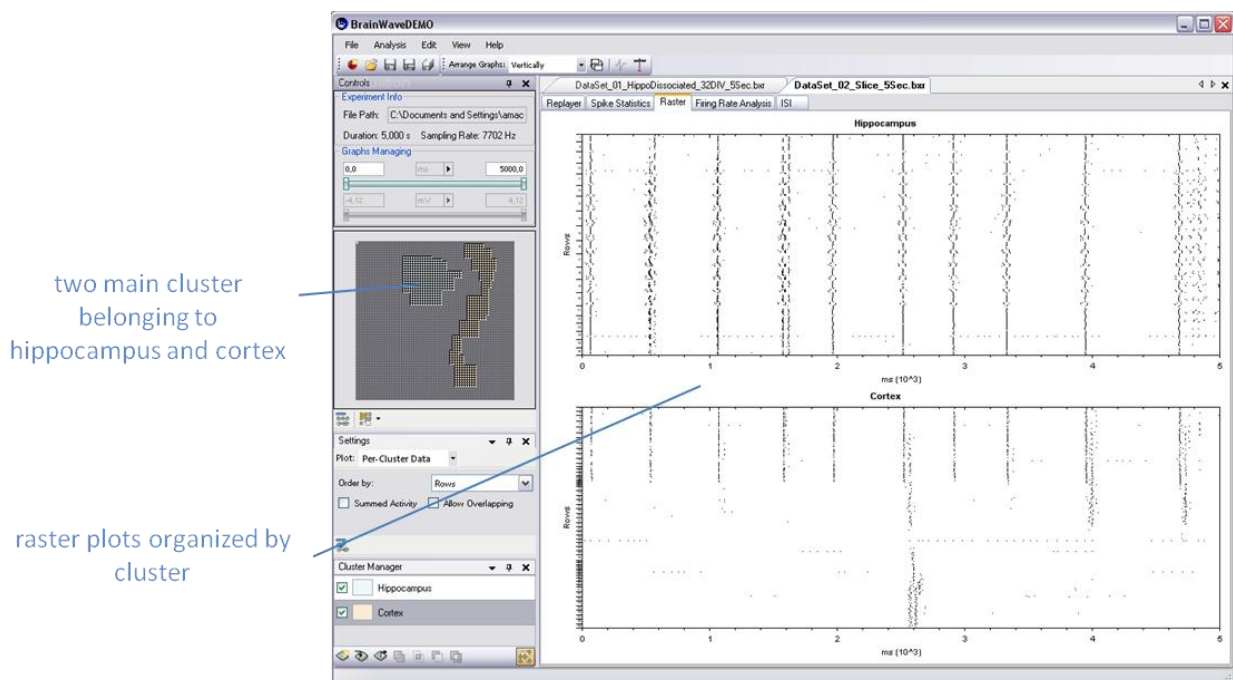 BrainWaveDEMO
File Analysis Edit View Help
Arrange Graphs: Vertically
Controls
Experiment Info
File Path: C:\Documents and Settings\amac
Duration: 5,000 s Sampling Rate: 7702 Hz
Graphs Managing
0,0 ms 5000,0
-4,12 mV 4,12
two main cluster
belonging to
hippocampus and cortex
Settings
Plot: Per-Cluster Data
Order by: Rows
Summed Activity Allow Overlapping
raster plots organized by
cluster
Cluster Manager
Hippocampus
Cortex
DataSet_01_HippoDissociated_32DIV_5Sec.bxr DataSet_02_Slice_5Sec.bxr
Replayer Spike Statistics Raster Firing Rate Analysis ISI
Hippocampus
Rows
0 1 2 3 4 5
ms (10^3)
Cortex
Rows
0 1 2 3 4 5
ms (10^3)